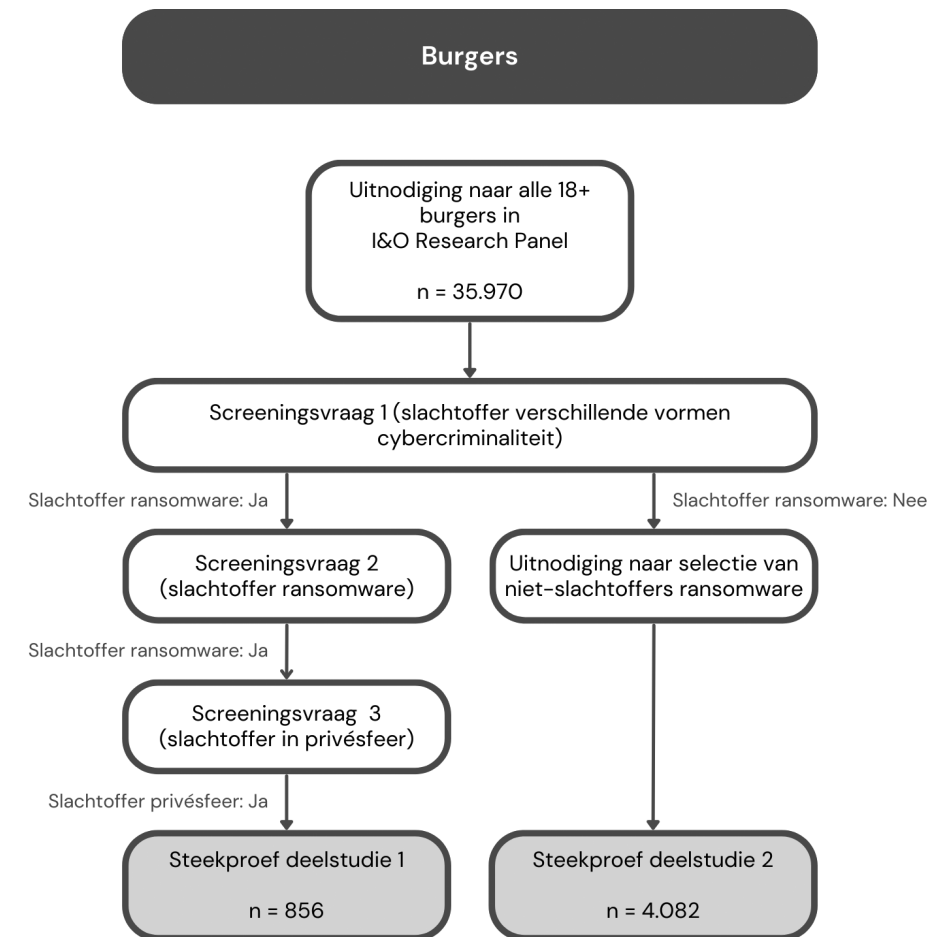 Burgers
Uitnodiging naar alle 18+
burgers in
I&O Research Panel
n = 35.970
Screeningsvraag 1 (slachtoffer verschillende vormen
cybercriminaliteit)
Slachtoffer ransomware: Ja
Slachtoffer ransomware: Nee
Screeningsvraag 2
(slachtoffer ransomware)
Uitnodiging naar selectie van
niet-slachtoffers ransomware
Slachtoffer ransomware: Ja
Screeningsvraag 3
(slachtoffer in privésfeer)
Slachtoffer privésfeer: Ja
Steekproef deelstudie 1
n = 856
Steekproef deelstudie 2
n = 4.082